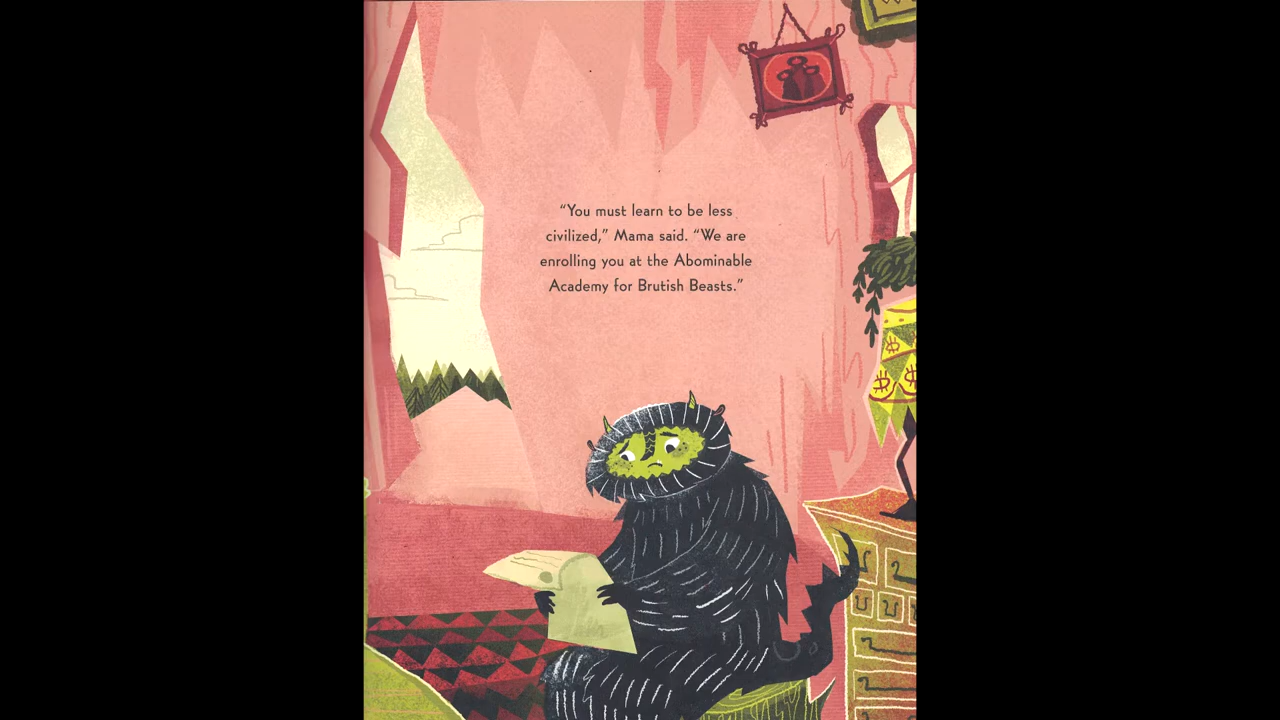 “You must learn to be less
civilized,” Mama said. “We are
enrolling you at the Abominable
Academy for Brutish Beasts.”